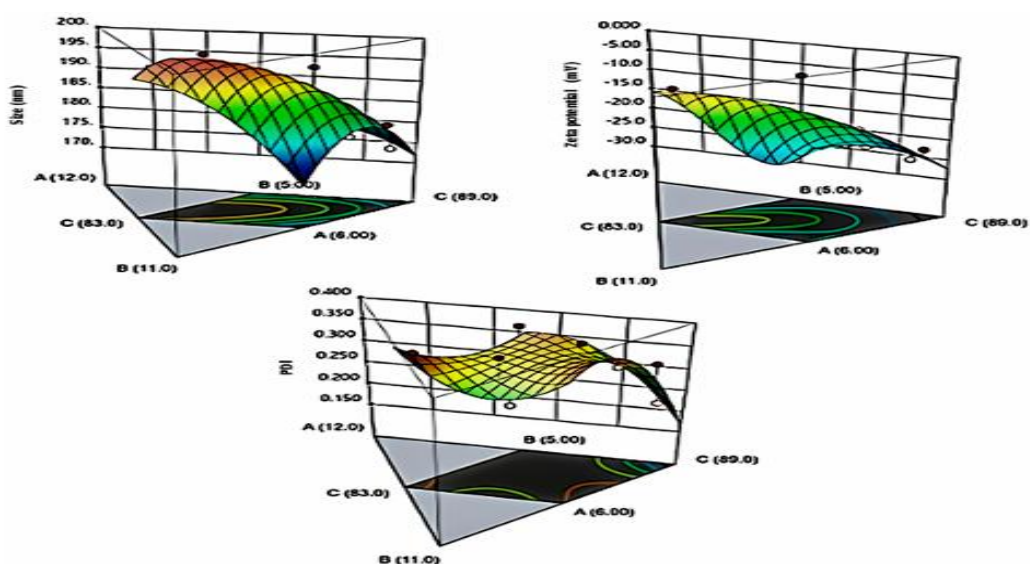 200.
195.
190.
185.
180.
175.
170.
Size (nm)
A (12.0)
B (5.00)
C (89.0)
C (83.0)
A (6.00)
B (11.0)
0.000
-5.00
-10.0
-15.0
-20.0
-25.0
-30.0
Zeta potential (mV)
A (12.0)
B (5.00)
C (89.0)
C (83.0)
A (6.00)
B (11.0)
0.400
0.350
0.300
0.250
0.200
0.150
PDI
A (12.0)
B (5.00)
C (89.0)
C (83.0)
A (6.00)
B (11.0)